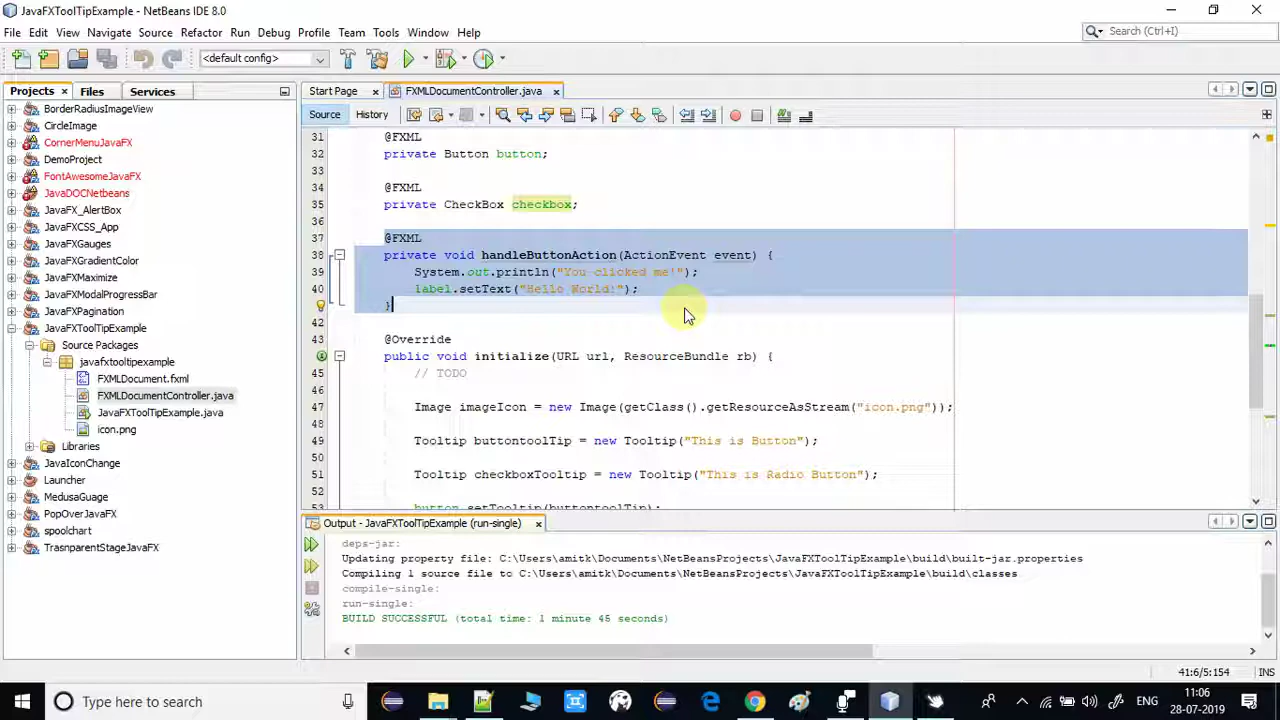 JavaFXToolTipExample - NetBeans IDE 8.0
File Edit View Navigate Source Refactor Run Debug Profile Team Tools Window Help
Search (Ctrl+I)
<default config>
Projects Files Services
Start Page FXMLDocumentController.java
Source History
BorderRadiusImageView
CircleImage
CornerMenuJavaFX
DemoProject
FontAwesomeJavaFX
JavaDOCNetbeans
JavaFX_AlertBox
JavaFXCSS_App
JavaFXGauges
JavaFXGradientColor
JavaFXMaximize
JavaFXModalProgressBar
JavaFXPagination
JavaFXToolTipExample
Source Packages
javafxtooltipexample
FXMLDocument.fxml
FXMLDocumentController.java
JavaFXToolTipExample.java
icon.png
Libraries
JavaIconChange
Launcher
MedusaGuage
PopOverJavaFX
spoolchart
TrasnparentStageJavaFX
31 @FXML
32 private Button button;
33
34 @FXML
35 private CheckBox checkbox;
36
37 @FXML
38 private void handleButtonAction(ActionEvent event) {
39 System.out.println("You clicked me!");
40 label.setText("Hello World!");
}
42
43 @Override
public void initialize(URL url, ResourceBundle rb) {
45 // TODO
46
47 Image imageIcon = new Image(getClass().getResourceAsStream("icon.png"));
48
49 Tooltip buttontoolTip = new Tooltip("This is Button");
50
51 Tooltip checkboxTooltip = new Tooltip("This is Radio Button");
52
53 button.setTooltip(buttontoolTip);
Output - JavaFXToolTipExample (run-single)
deps-jar:
Updating property file: C:\Users\amitk\Documents\NetBeansProjects\JavaFXToolTipExample\build\built-jar.properties
Compiling 1 source file to C:\Users\amitk\Documents\NetBeansProjects\JavaFXToolTipExample\build\classes
compile-single:
run-single:
BUILD SUCCESSFUL (total time: 1 minute 45 seconds)
41:6/5:154 INS
Type here to search
ENG
11:06
28-07-2019